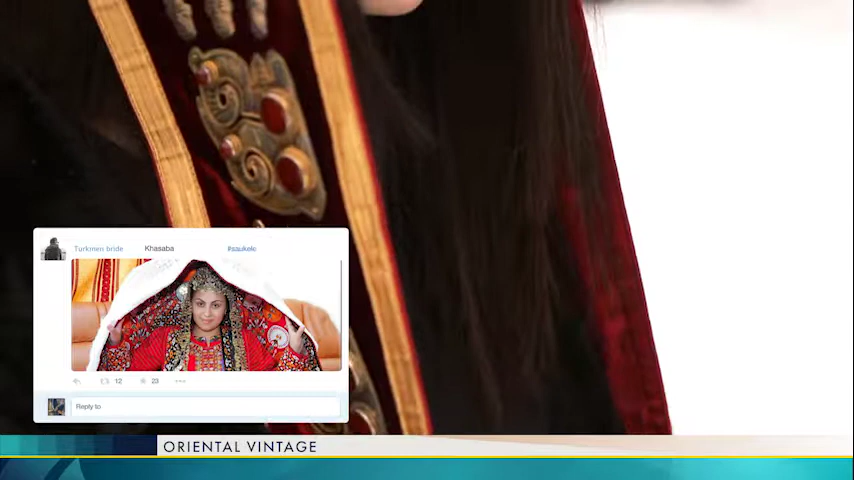 Turkmen bride Khasaba #saukele
12 23
Reply to
ORIENTAL VINTAGE